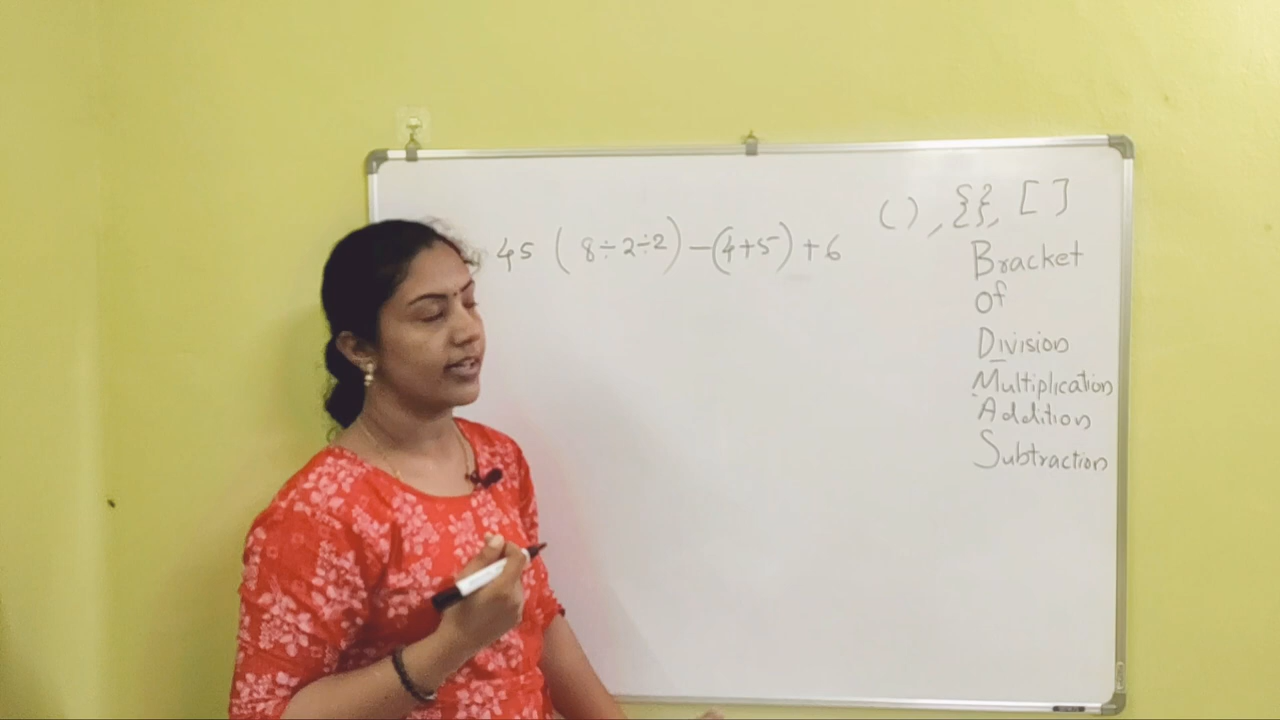 ( ) , { } , [ ]
45 ( 8 ÷ 2 ÷ 2 ) - ( 4 + 5 ) + 6
Bracket
Of
Division
Multiplication
Addition
Subtraction